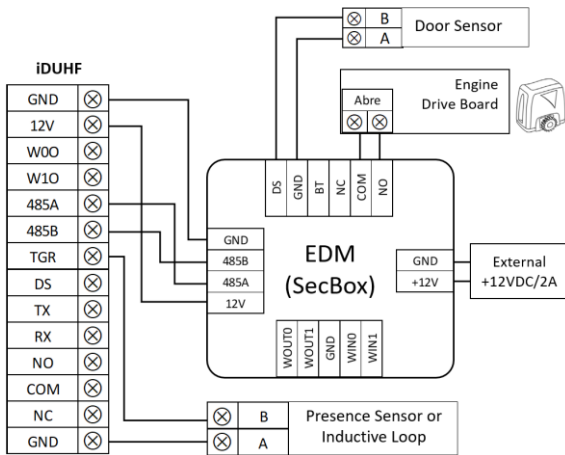 B
A
Door Sensor
iDUHF
GND
12V
W0O
W1O
485A
485B
TGR
DS
TX
RX
NO
COM
NC
GND
Abre
Engine
Drive Board
DS
GND
BT
NC
COM
NO
GND
485B
485A
12V
EDM
(SecBox)
GND
+12V
External
+12VDC/2A
WOUT0
WOUT1
GND
WIN0
WIN1
B
A
Presence Sensor or
Inductive Loop